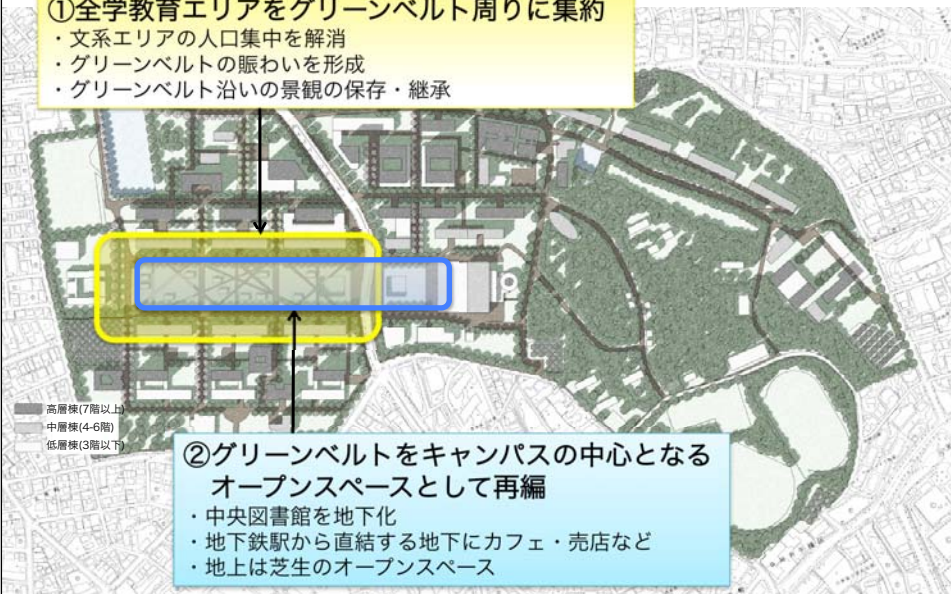 ①全学教育エリアをグリーンベルト周りに集約
・文系エリアの人口集中を解消
・グリーンベルトの賑わいを形成
・グリーンベルト沿いの景観の保存・継承
高層棟(7階以上)
中層棟(4-6階)
低層棟(3階以下)
②グリーンベルトをキャンパスの中心となる
オープンスペースとして再編
・中央図書館を地下化
・地下鉄駅から直結する地下にカフェ・売店など
・地上は芝生のオープンスペース